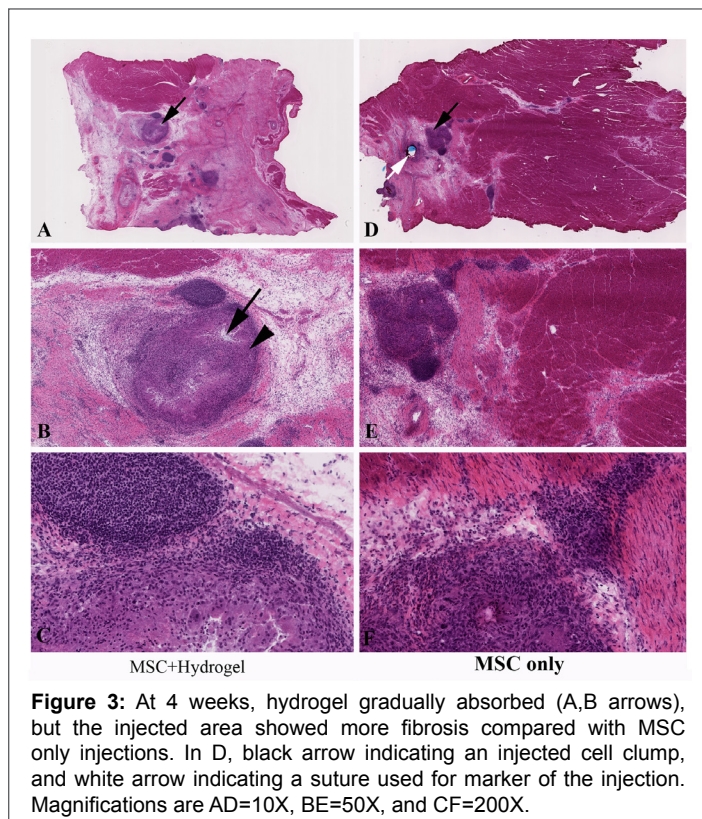 A
D
B
E
C
F
MSC+Hydrogel
MSC only
Figure 3: At 4 weeks, hydrogel gradually absorbed (A,B arrows),
but the injected area showed more fibrosis compared with MSC
only injections. In D, black arrow indicating an injected cell clump,
and white arrow indicating a suture used for marker of the injection.
Magnifications are AD=10X, BE=50X, and CF=200X.